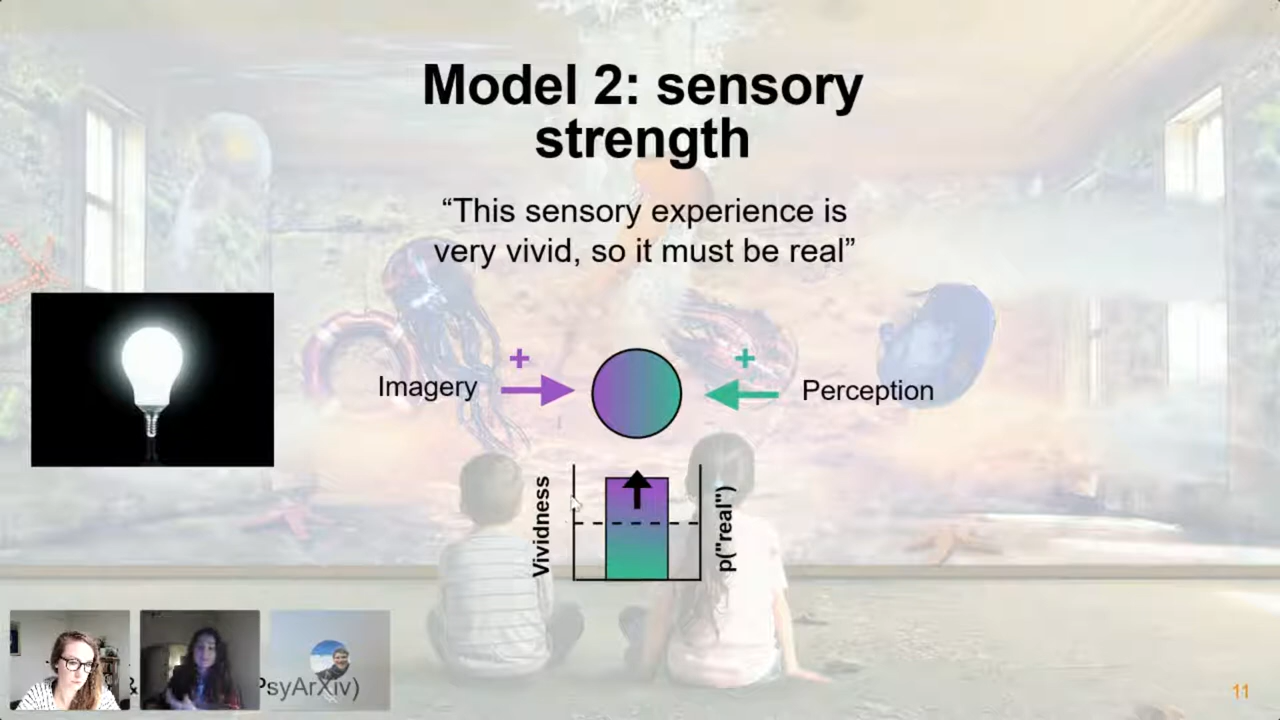 Model 2: sensory
strength
“This sensory experience is
very vivid, so it must be real”
+
+
Imagery
Perception
Vividness
p("real")
&
PsyArXiv)
11